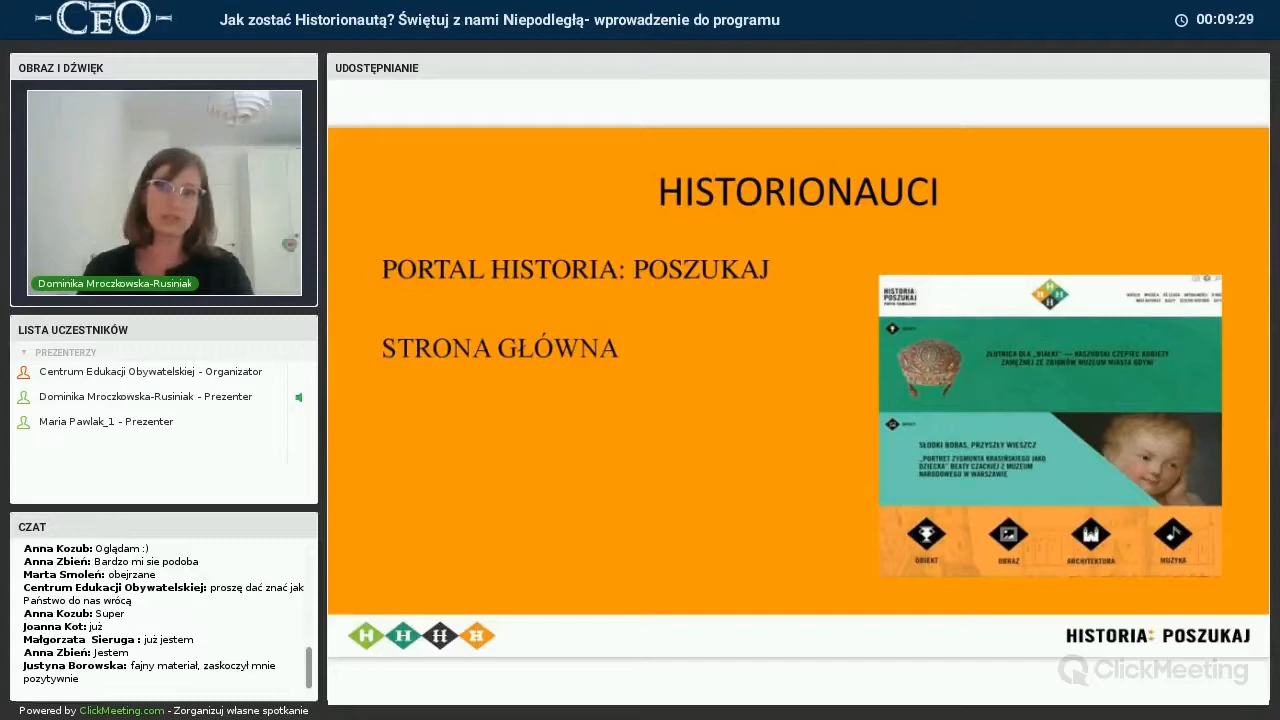 CEO
Jak zostać Historionautą? Świętuj z nami Niepodległą- wprowadzenie do programu
00:09:29
OBRAZ I DŹWIĘK
Dominika Mroczkowska-Rusiniak
LISTA UCZESTNIKÓW
PREZENTERZY
Centrum Edukacji Obywatelskiej - Organizator
Dominika Mroczkowska-Rusiniak - Prezenter
Maria Pawlak_1 - Prezenter
CZAT
Anna Kozub: Oglądam :)
Anna Zbień: Bardzo mi sie podoba
Marta Smoleń: obejrzane
Centrum Edukacji Obywatelskiej: proszę dać znać jak
Państwo do nas wrócą
Anna Kozub: Super
Joanna Kot: już
Małgorzata Sieruga : już jestem
Anna Zbień: Jestem
Justyna Borowska: fajny materiał, zaskoczył mnie
pozytywnie
Powered by ClickMeeting.com - Zorganizuj własne spotkanie
UDOSTĘPNIANIE
HISTORIONAUCI
PORTAL HISTORIA: POSZUKAJ
STRONA GŁÓWNA
HISTORIA:
POSZUKAJ
ZŁOTNICA DLA „BIAŁKI” — KASZUBSKI CZEPIEC KOBIETY
ZAMĘŻNEJ ZE ZBIORÓW MUZEUM MIASTA GDYNI
SŁODKI BOBAS, PRZYSZŁY WIESZCZ
„PORTRET ZYGMUNTA KRASIŃSKIEGO JAKO
DZIECKA” BEATY CZACKIEJ Z MUZEUM
NARODOWEGO W WARSZAWIE
OBIEKT
OBRAZ
ARCHITEKTURA
MUZYKA
H H H H
HISTORIA: POSZUKAJ
ClickMeeting